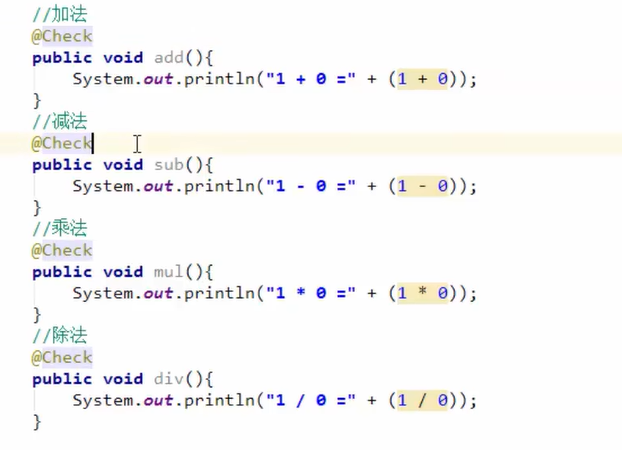 //加法
@Check
public void add(){
    System.out.println("1 + 0 =" + (1 + 0));
}
//减法
@Check
public void sub(){
    System.out.println("1 - 0 =" + (1 - 0));
}
//乘法
@Check
public void mul(){
    System.out.println("1 * 0 =" + (1 * 0));
}
//除法
@Check
public void div(){
    System.out.println("1 / 0 =" + (1 / 0));
}